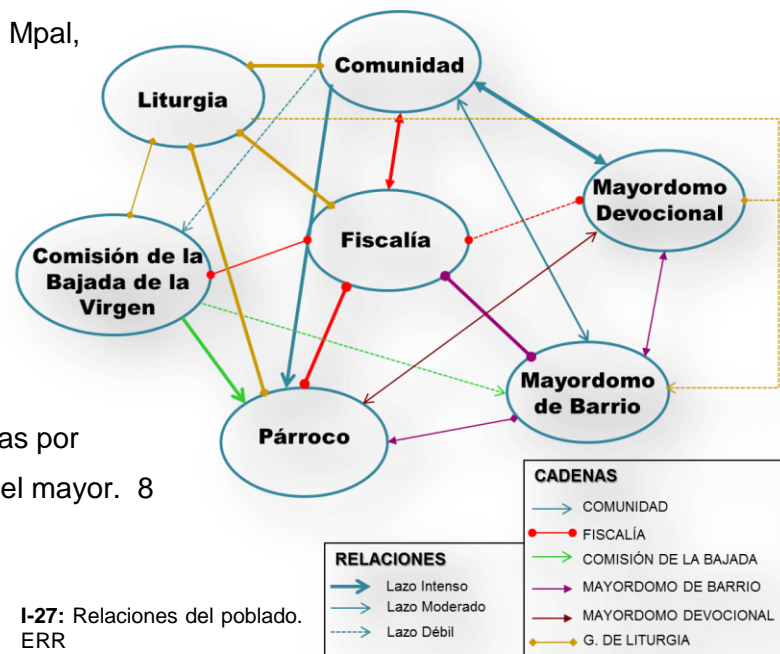 Mpal,
Comunidad
Liturgia
Mayordomo
Devocional
Fiscalía
Comisión de la
Bajada de la
Virgen
Mayordomo
de Barrio
Párroco
as por
el mayor.  8
CADENAS
COMUNIDAD
FISCALÍA
COMISIÓN DE LA BAJADA
MAYORDOMO DE BARRIO
MAYORDOMO DEVOCIONAL
G. DE LITURGIA
RELACIONES
Lazo Intenso
Lazo Moderado
Lazo Débil
I-27: Relaciones del poblado.
ERR